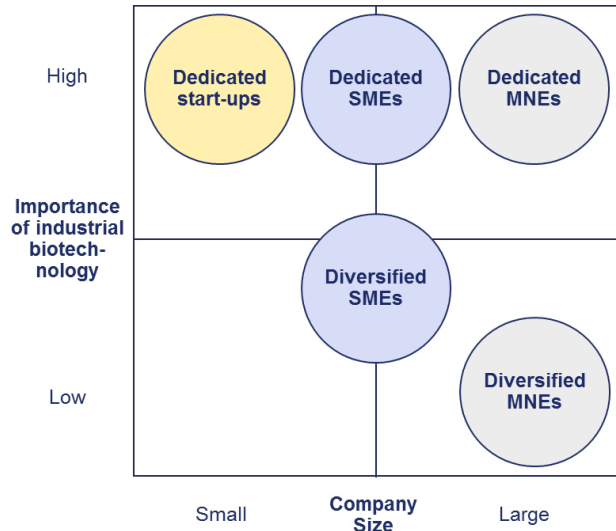 High
Dedicated
start-ups
Dedicated
SMEs
Dedicated
MNEs
Importance
of industrial
biotech-
nology
Diversified
SMEs
Low
Diversified
MNEs
Small
Company
Size
Large